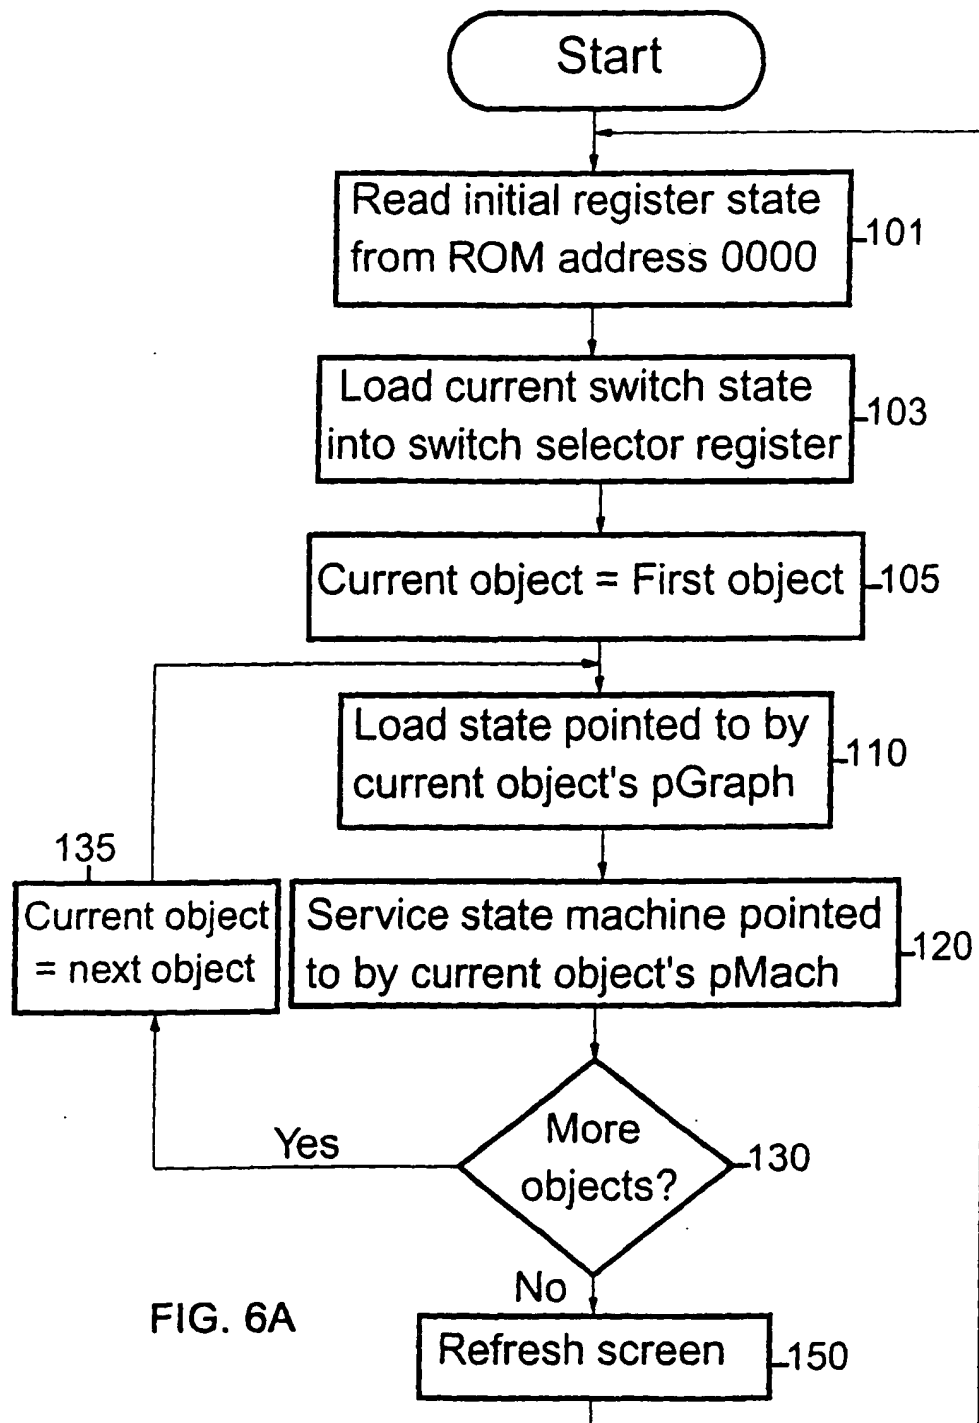 Start
Read initial register state
from ROM address 0000
101
Load current switch state
into switch selector register
103
Current object = First object
105
Load state pointed to by
current object's pGraph
110
135
Current object
= next object
Service state machine pointed
to by current object's pMach
120
More
objects?
130
Yes
No
FIG. 6A
Refresh screen
150